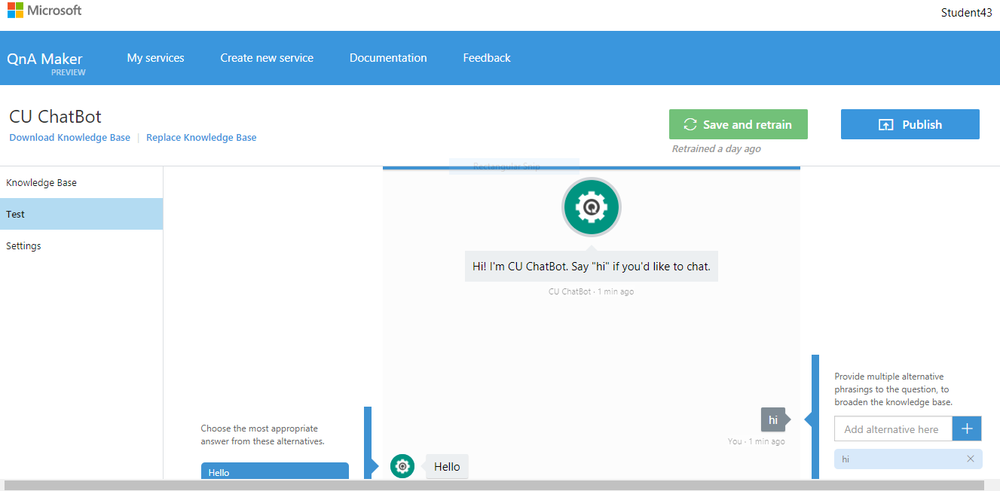 Microsoft
Student43
QnA Maker
PREVIEW
My services
Create new service
Documentation
Feedback
CU ChatBot
Download Knowledge Base | Replace Knowledge Base
Save and retrain
Retrained a day ago
Publish
Rectangular Snip
Knowledge Base
Test
Settings
Hi! I'm CU ChatBot. Say "hi" if you'd like to chat.
CU ChatBot · 1 min ago
Provide multiple alternative
phrasings to the question, to
broaden the knowledge base.
Add alternative here
hi
hi
You · 1 min ago
Choose the most appropriate
answer from these alternatives.
Hello
Hello